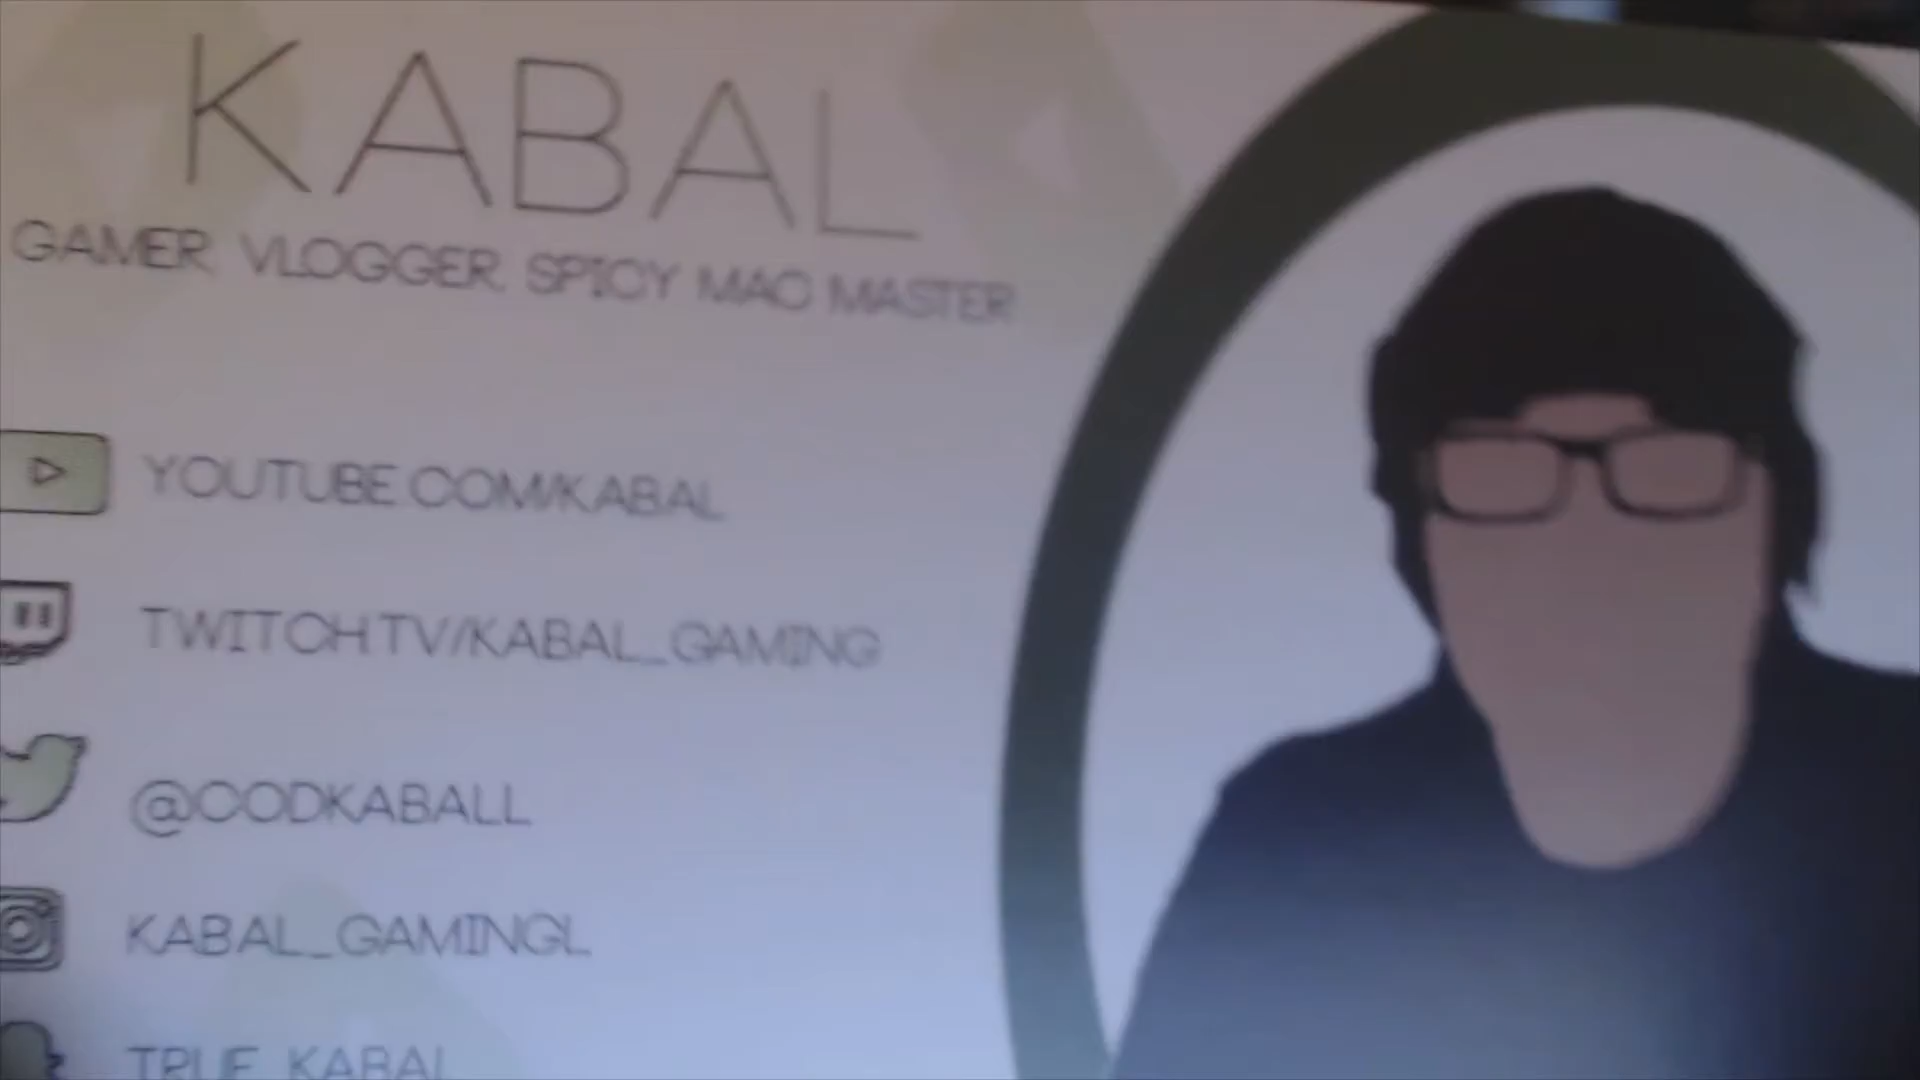 KABAL
GAMER, VLOGGER, SPICY MAC MASTER
YOUTUBE.COM/KABAL
TWITCH.TV/KABAL_GAMING
@CODKABALL
KABAL_GAMINGL
TRUE_KABAL